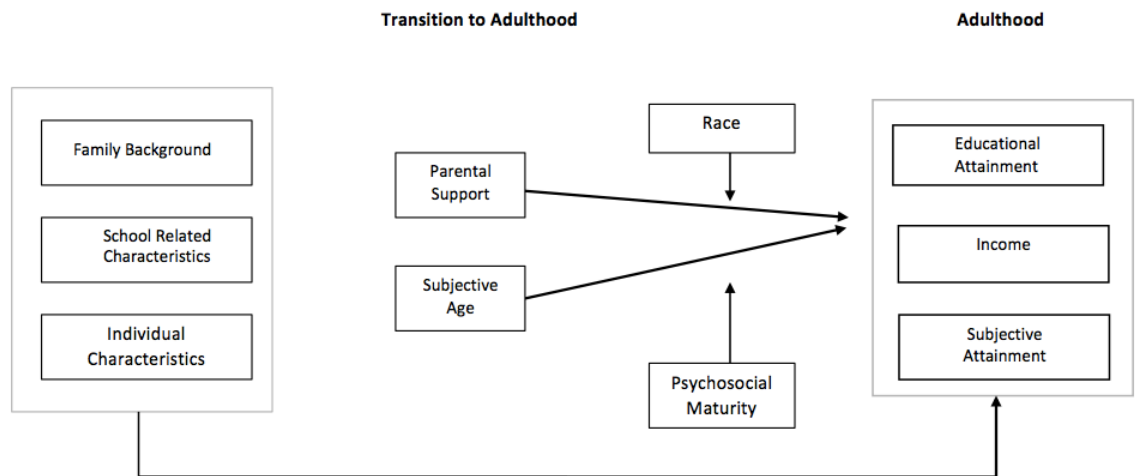 Transition to Adulthood
Adulthood
Family Background
School Related
Characteristics
Individual
Characteristics
Parental
Support
Subjective
Age
Race
Psychosocial
Maturity
Educational
Attainment
Income
Subjective
Attainment